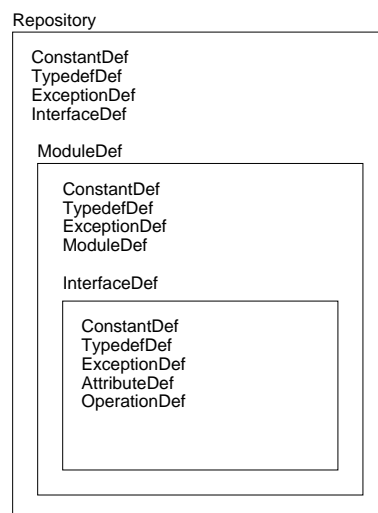 Repository
ConstantDef
TypedefDef
ExceptionDef
InterfaceDef
ModuleDef
ConstantDef
TypedefDef
ExceptionDef
ModuleDef
InterfaceDef
ConstantDef
TypedefDef
ExceptionDef
AttributeDef
OperationDef